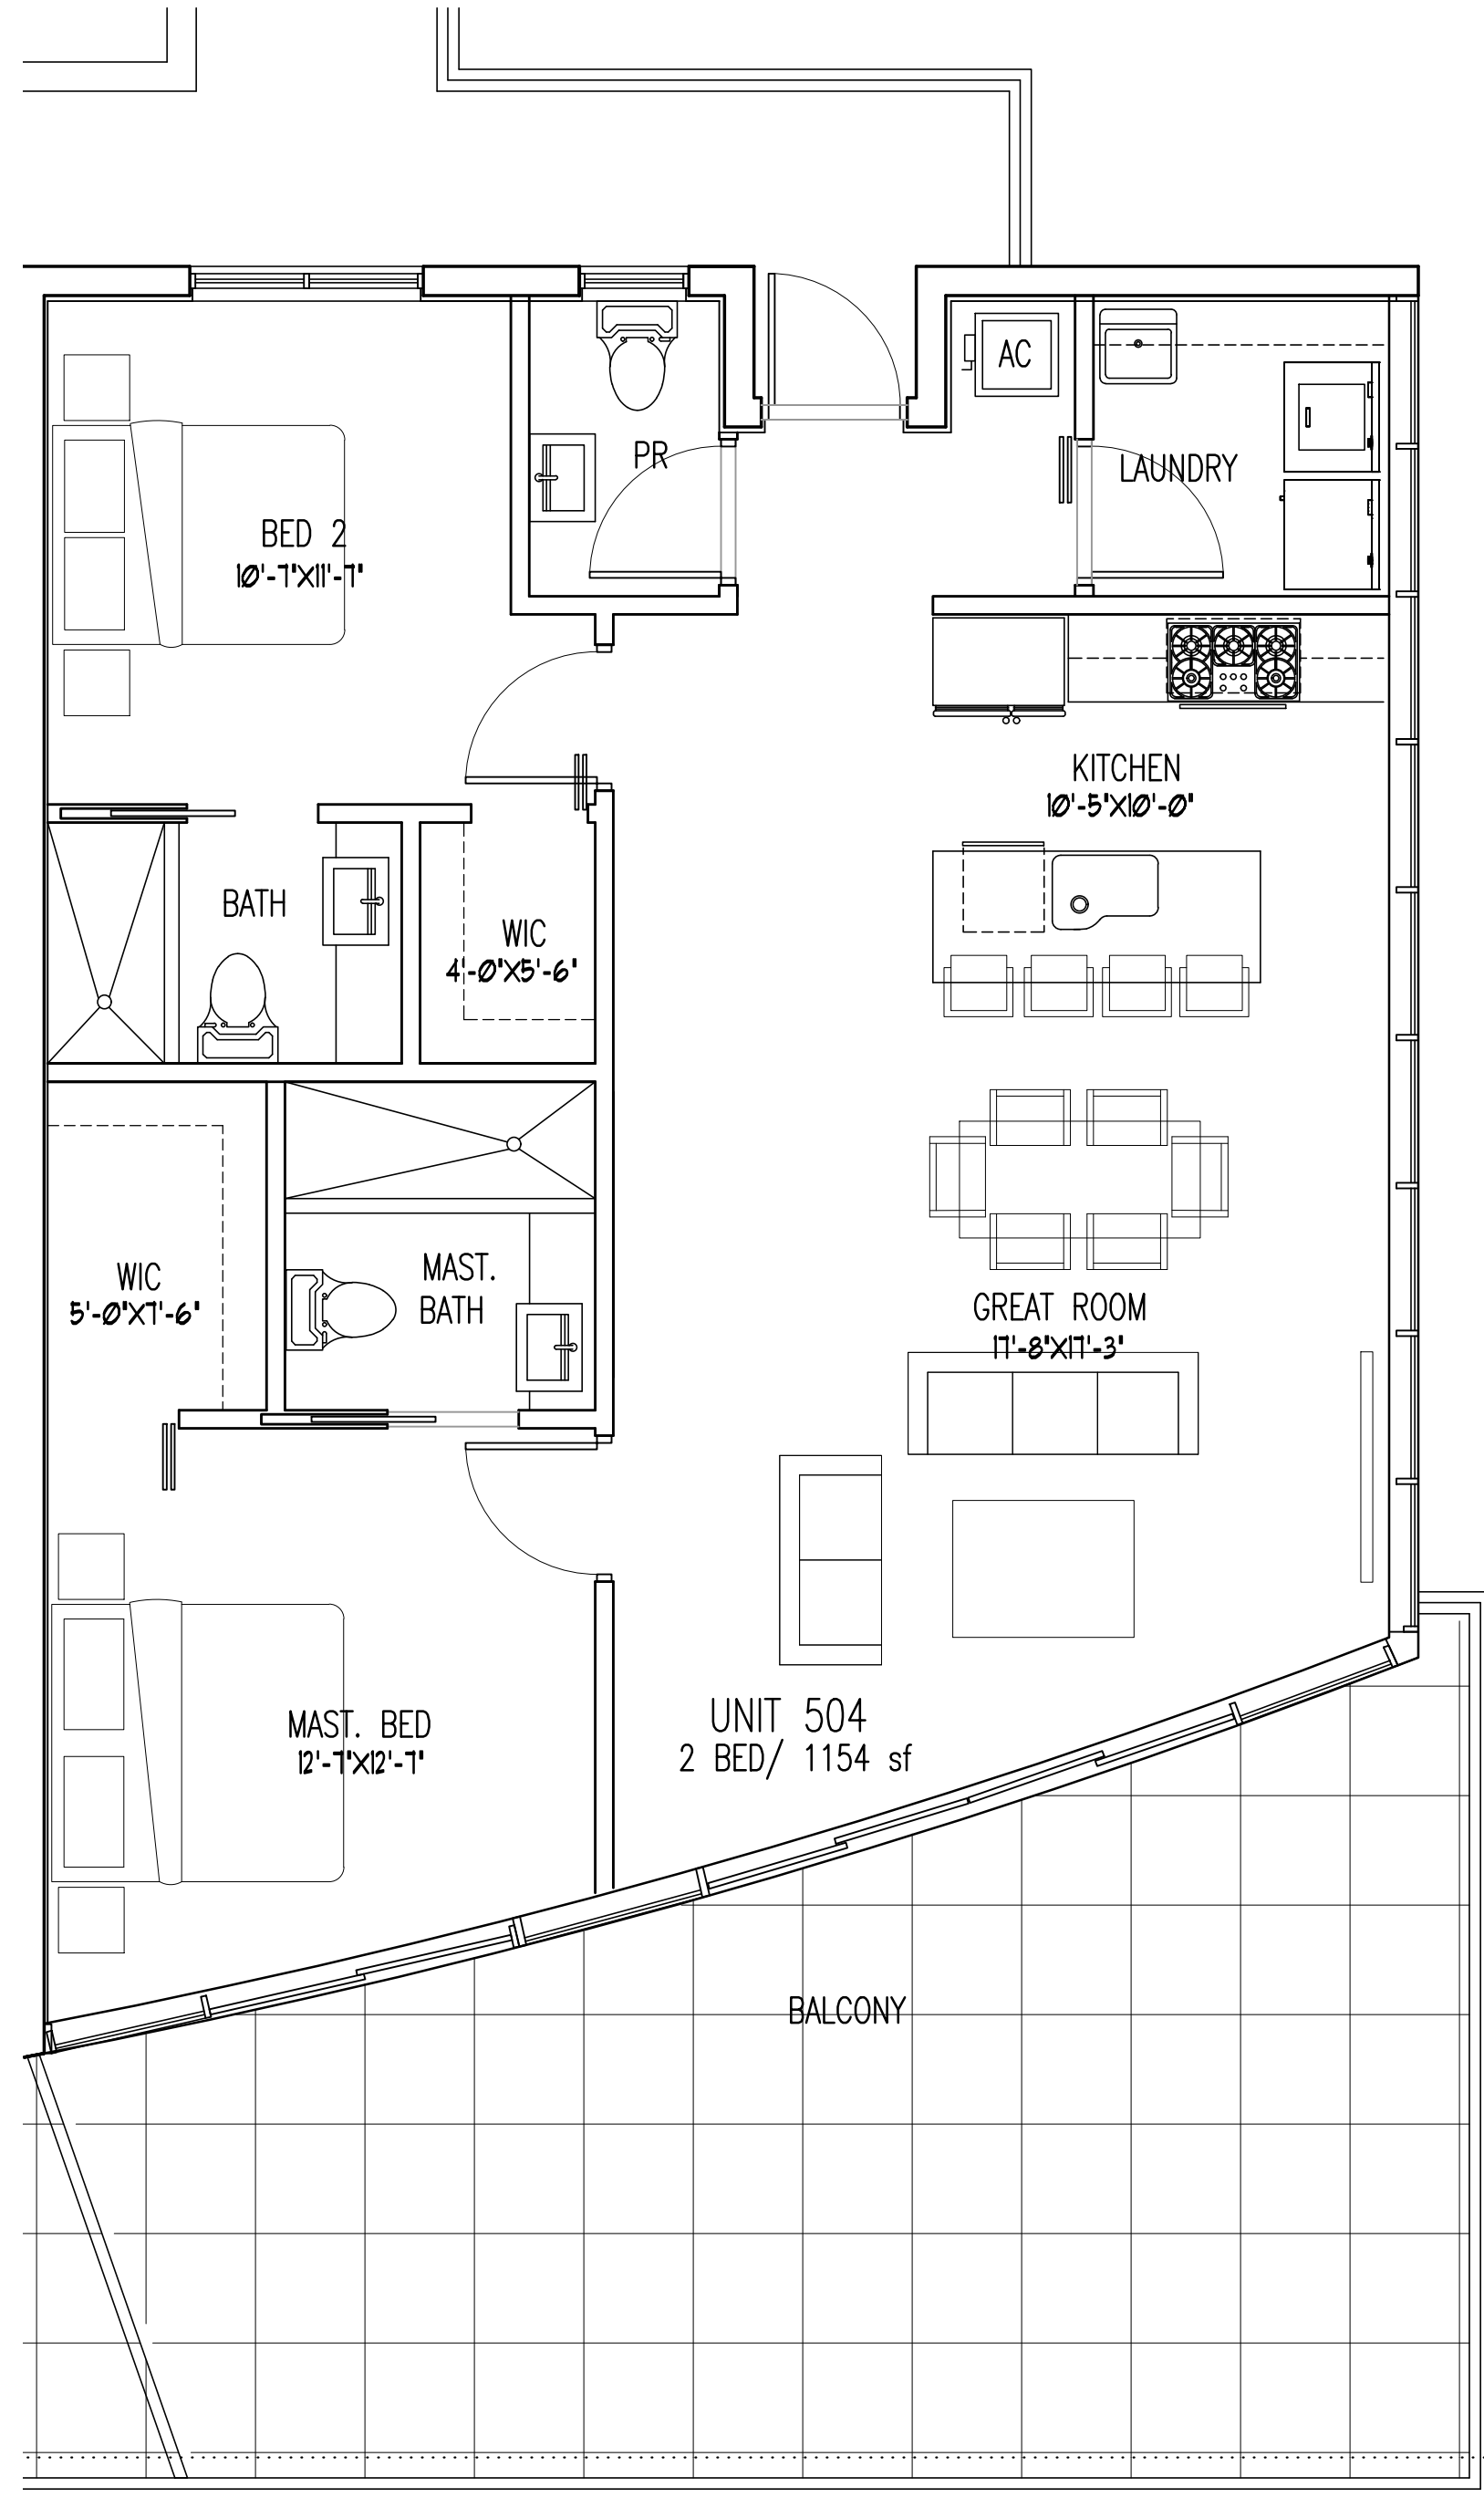 AC
PR
LAUNDRY
BED 2
10'-7"X11'-7"
KITCHEN
10'-5"X10'-0"
BATH
WIC
4'-0"X5'-6"
WIC
5'-0"X7'-6"
MAST.
BATH
GREAT ROOM
17'-8"X17'-3"
MAST. BED
12'-7"X12'-7"
UNIT 504
2 BED/ 1154 sf
BALCONY